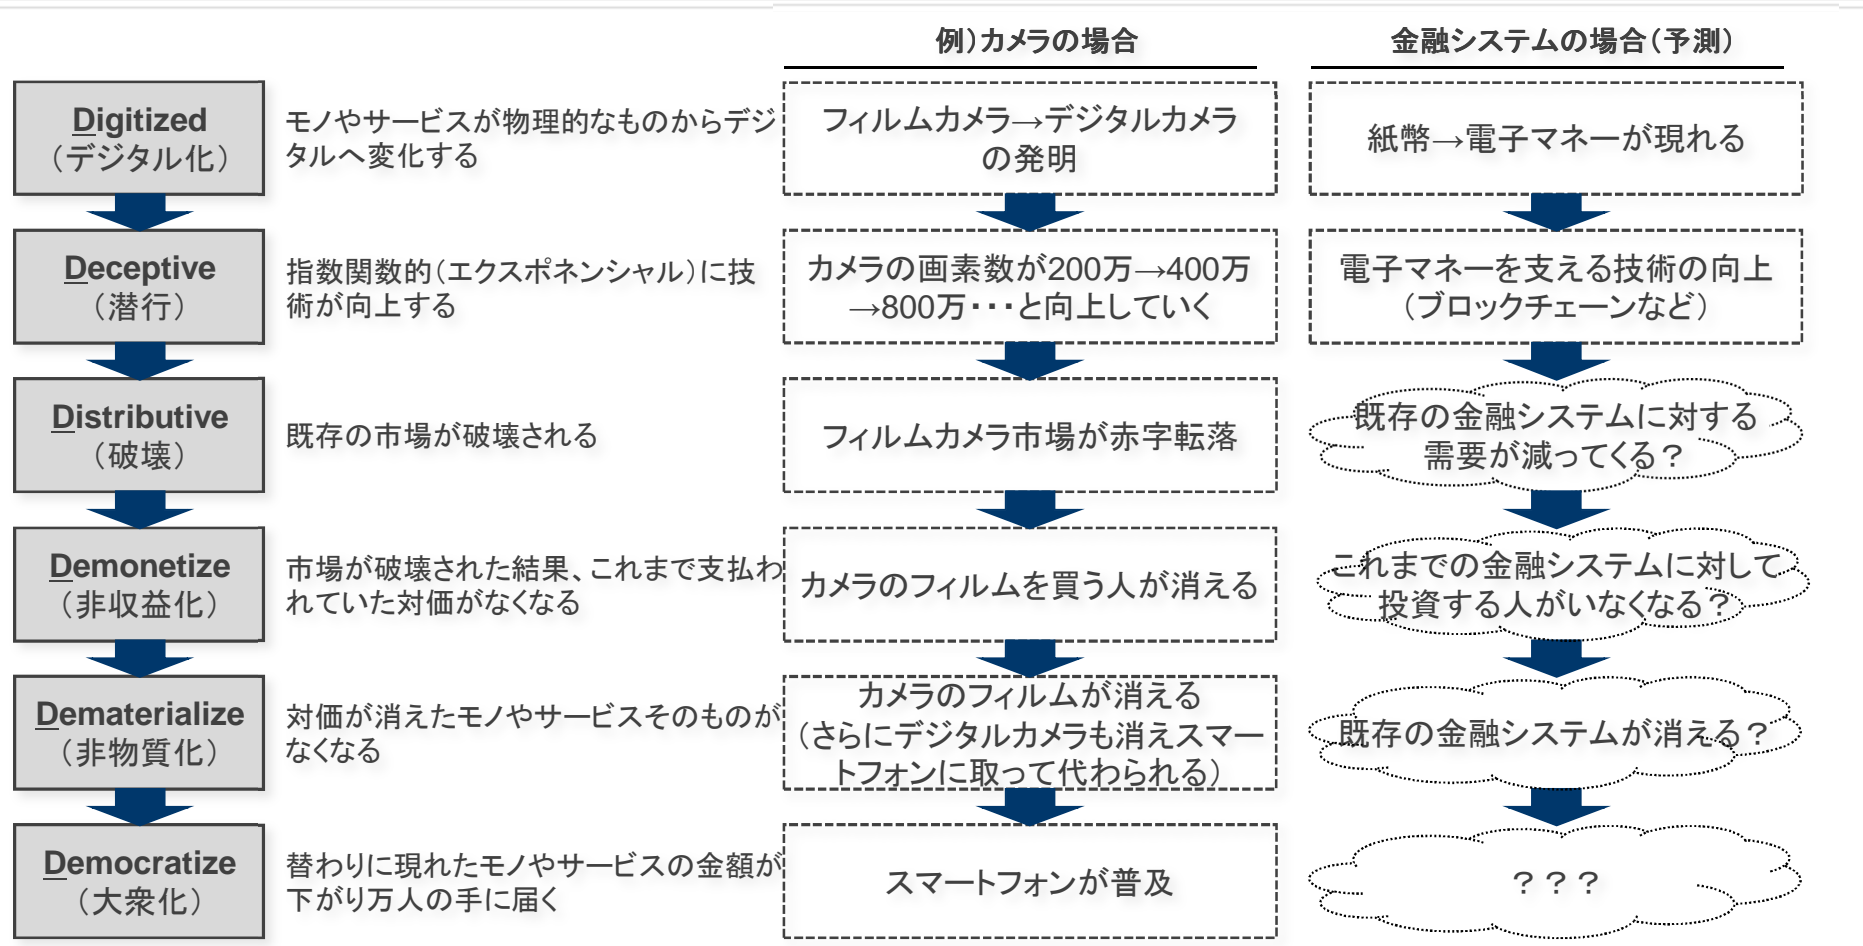 例）カメラの場合
金融システムの場合（予測）
Digitized
（デジタル化）
モノやサービスが物理的なものからデジ
タルへ変化する
フィルムカメラ→デジタルカメラ
の発明
紙幣→電子マネーが現れる
Deceptive
（潜行）
指数関数的（エクスポネンシャル）に技
術が向上する
カメラの画素数が200万→400万
→800万・・・と向上していく
電子マネーを支える技術の向上
（ブロックチェーンなど）
Distributive
（破壊）
既存の市場が破壊される
フィルムカメラ市場が赤字転落
既存の金融システムに対する
需要が減ってくる？
Demonetize
（非収益化）
市場が破壊された結果、これまで支払わ
れていた対価がなくなる
カメラのフィルムを買う人が消える
これまでの金融システムに対して
投資する人がいなくなる？
Dematerialize
（非物質化）
対価が消えたモノやサービスそのものが
なくなる
カメラのフィルムが消える
（さらにデジタルカメラも消えスマー
トフォンに取って代わられる）
既存の金融システムが消える？
Democratize
（大衆化）
替わりに現れたモノやサービスの金額が
下がり万人の手に届く
スマートフォンが普及
？？？